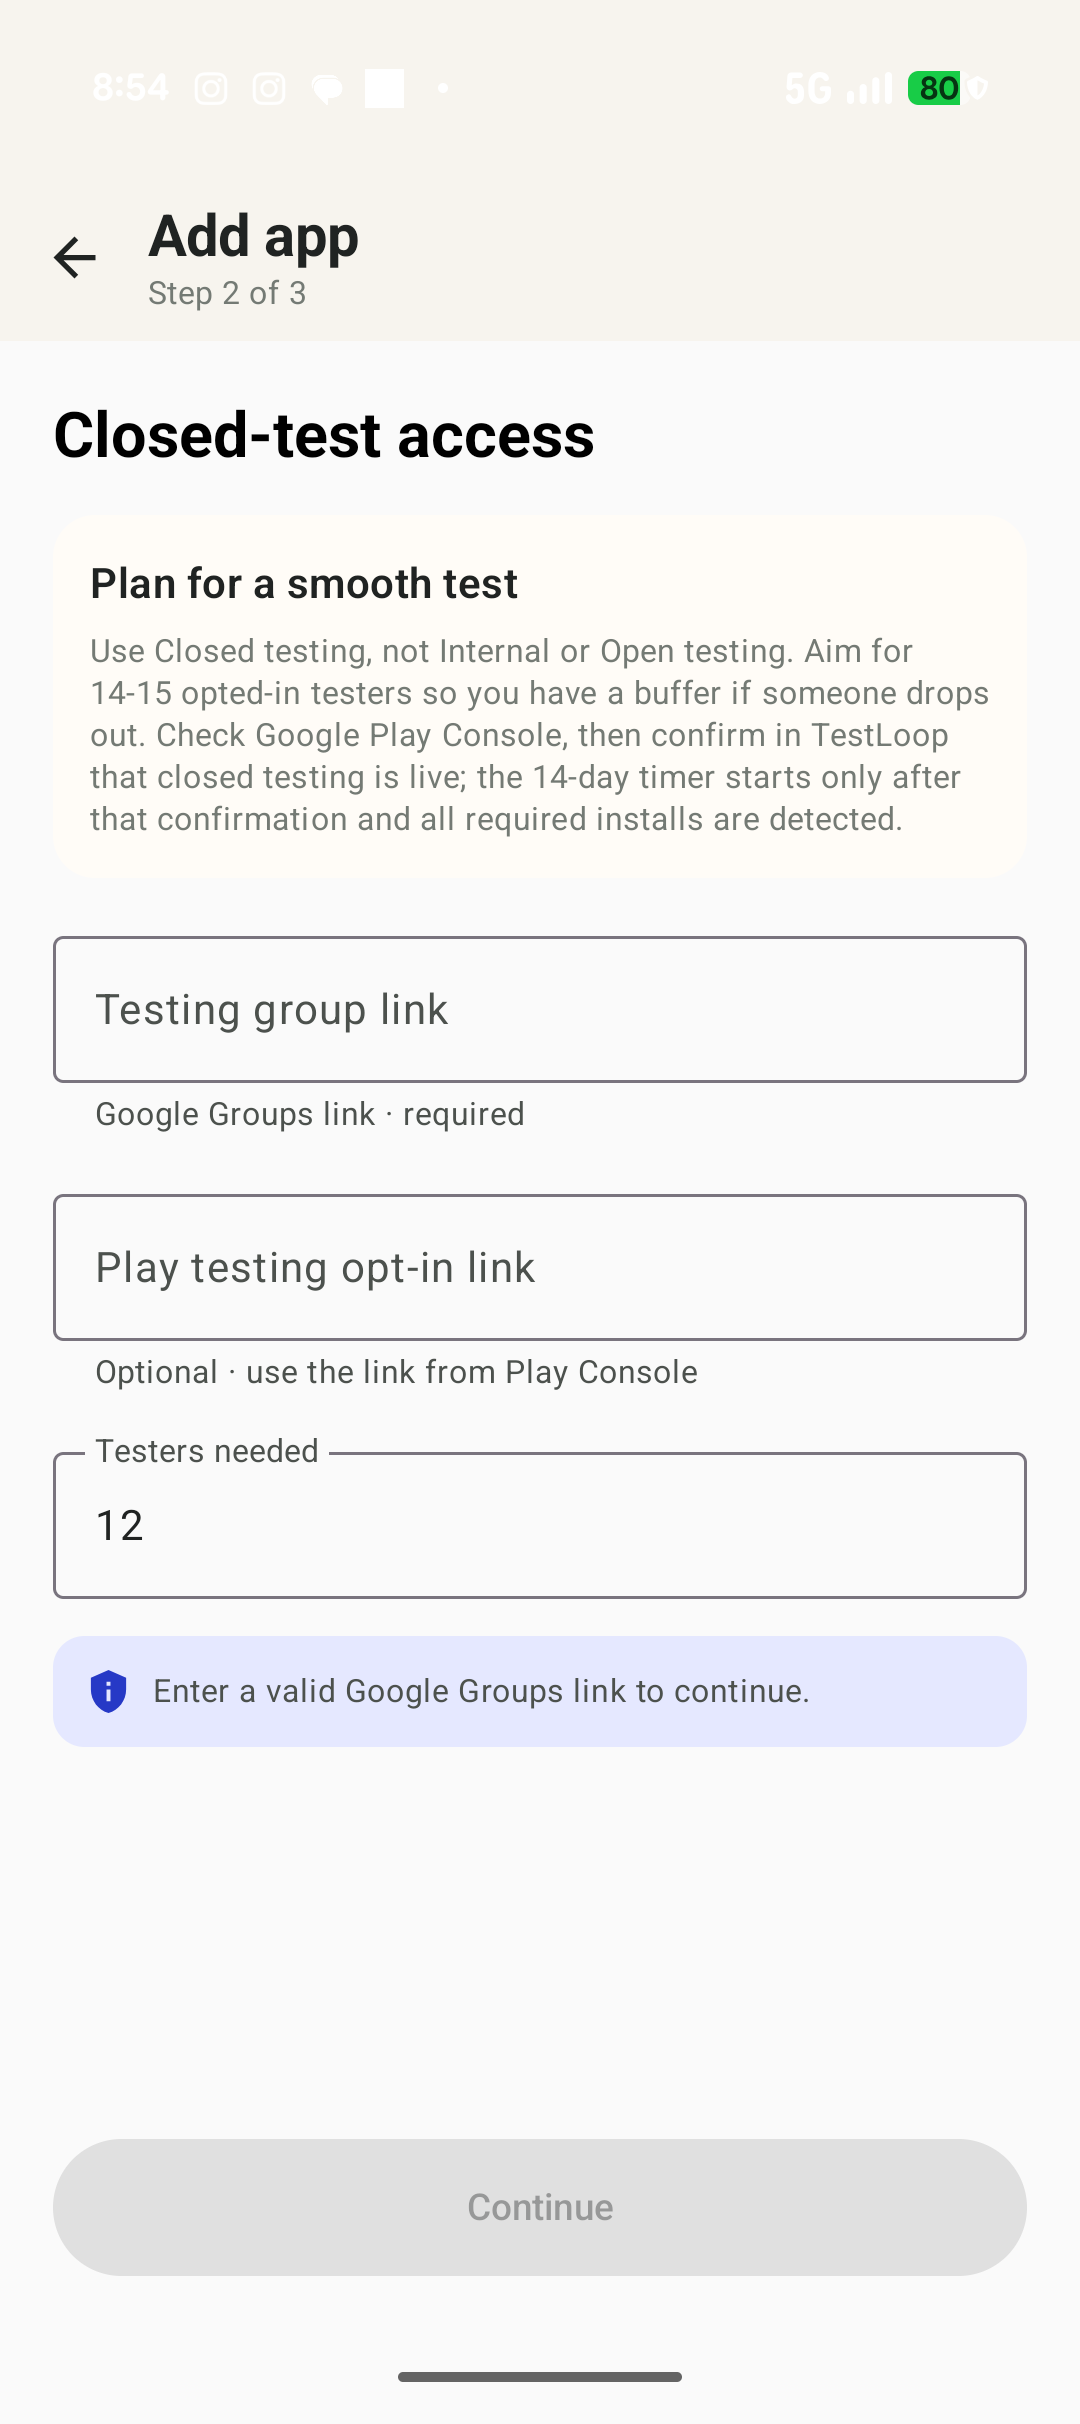 8:54
5G
80
Add app
Step 2 of 3
Closed-test access
Plan for a smooth test
Use Closed testing, not Internal or Open testing. Aim for
14-15 opted-in testers so you have a buffer if someone drops
out. Check Google Play Console, then confirm in TestLoop
that closed testing is live; the 14-day timer starts only after
that confirmation and all required installs are detected.
Testing group link
Google Groups link · required
Play testing opt-in link
Optional · use the link from Play Console
Testers needed
12
Enter a valid Google Groups link to continue.
Continue